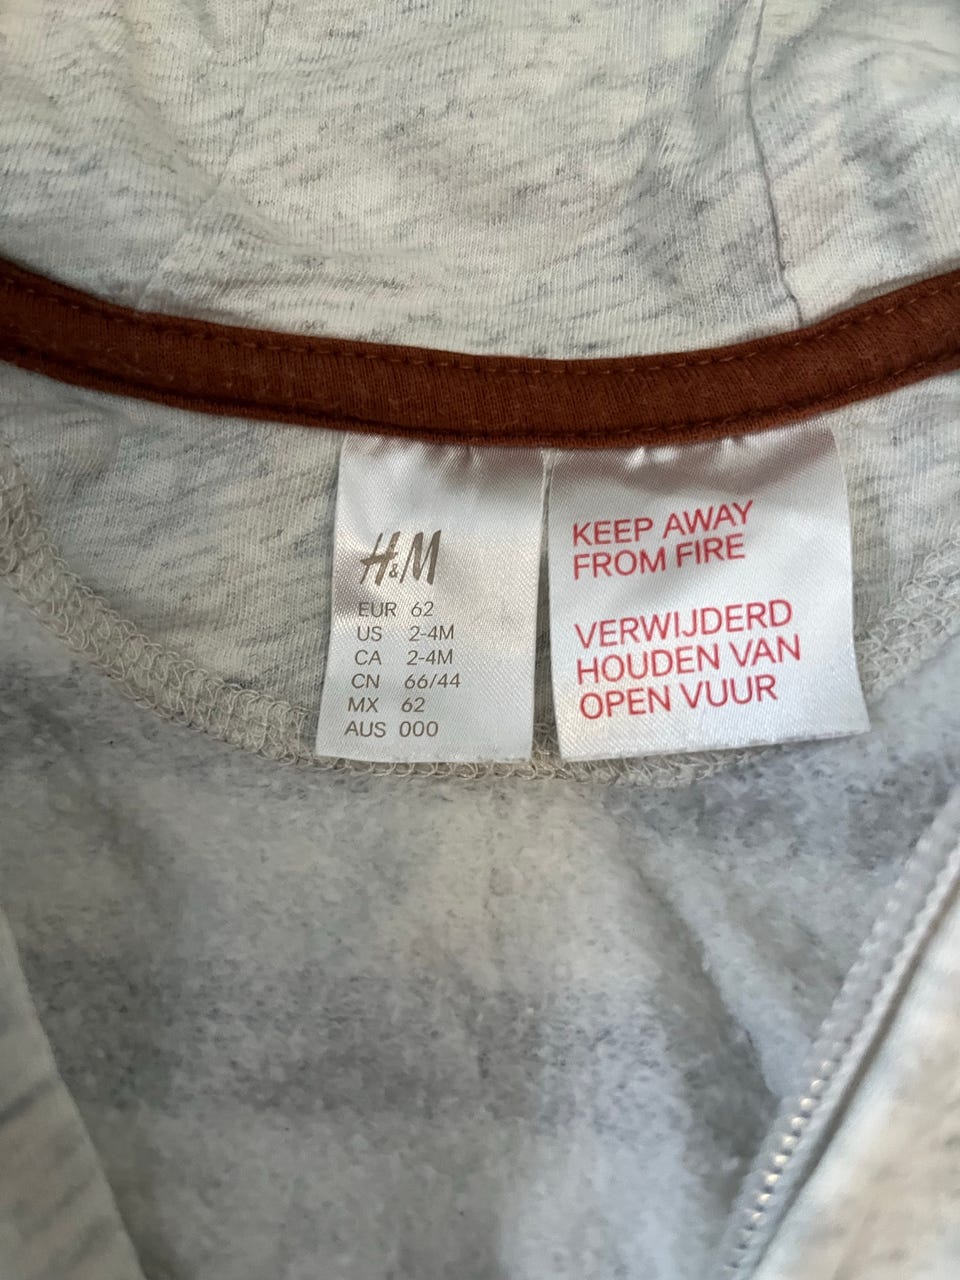 H&M
EUR 62
US 2-4M
CA 2-4M
CN 66/44
MX 62
AUS 000
KEEP AWAY
FROM FIRE
VERWIJDERD
HOUDEN VAN
OPEN VUUR